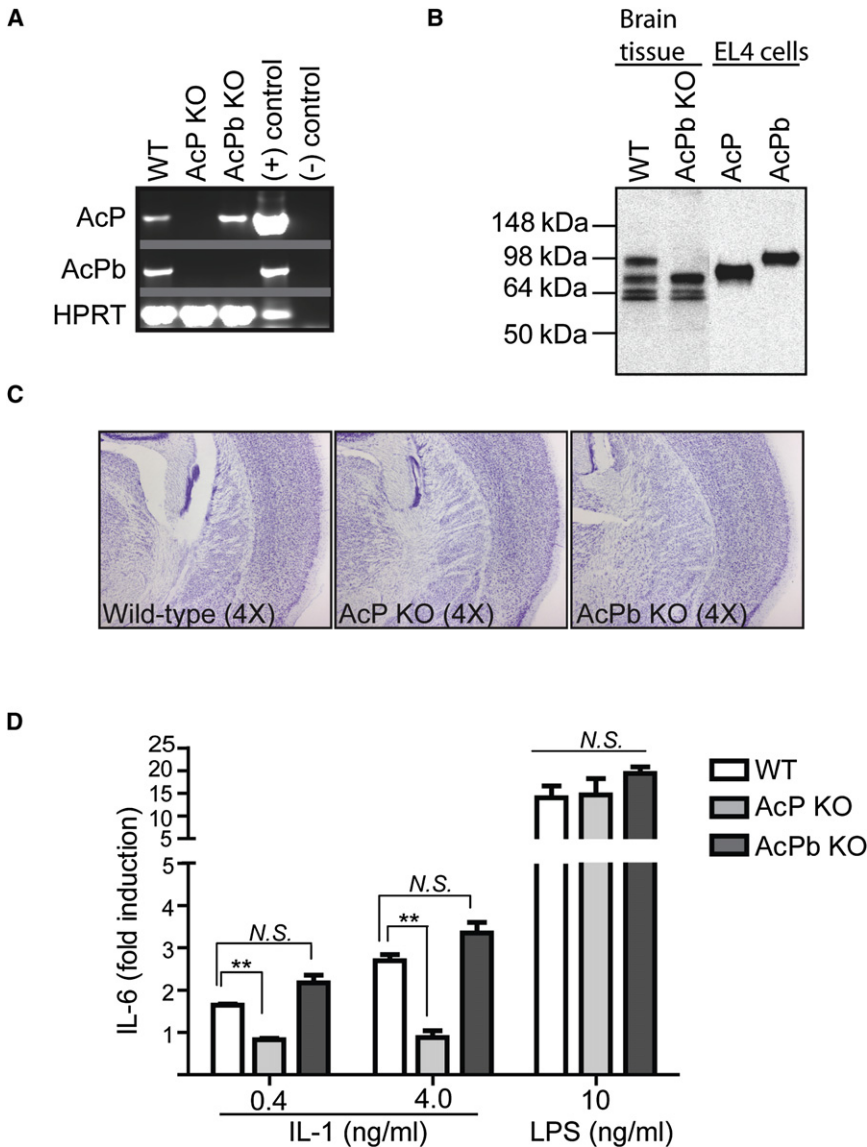 A
WT
AcP KO
AcPb KO
(+) control
(-) control
AcP
AcPb
HPRT
B
Brain
tissue
EL4 cells
WT
AcPb KO
AcP
AcPb
148 kDa
98 kDa
64 kDa
50 kDa
C
Wild-type (4X)
AcP KO (4X)
AcPb KO (4X)
D
IL-6 (fold induction)
25
20
15
10
5
5
4
3
2
1
N.S.
**
N.S.
**
N.S.
WT
AcP KO
AcPb KO
0.4
4.0
10
IL-1 (ng/ml)
LPS (ng/ml)